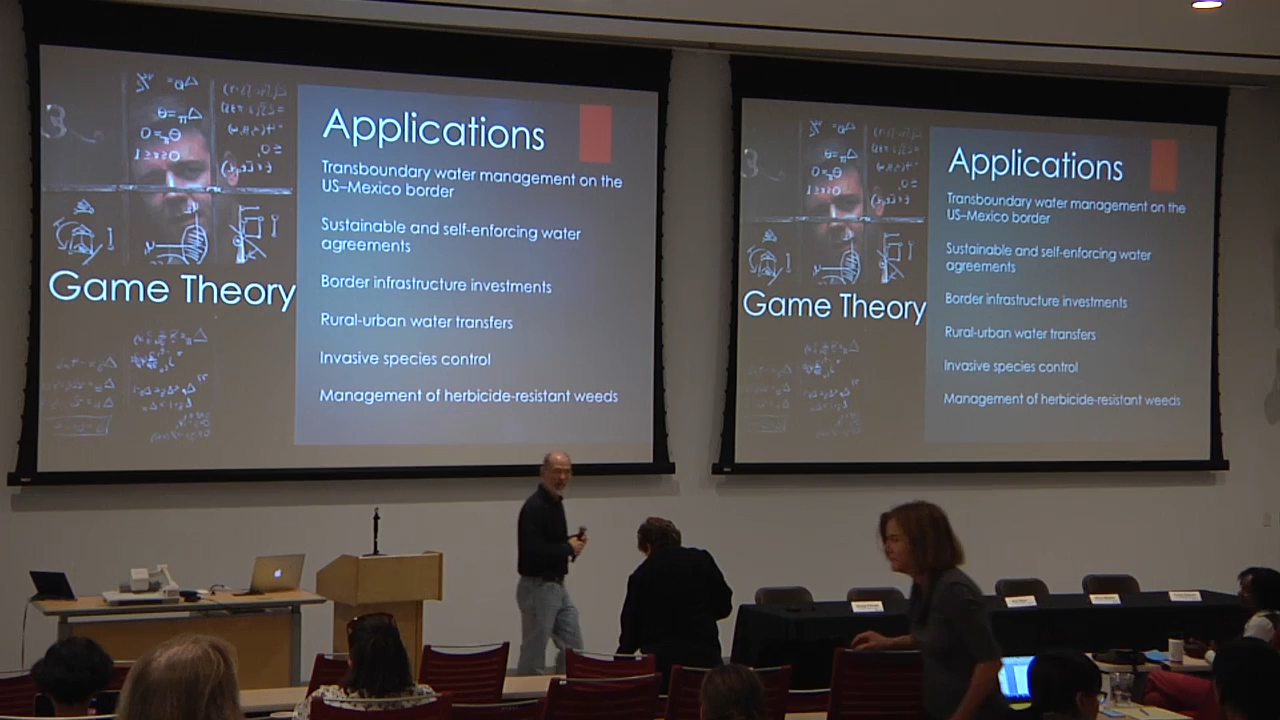 Applications
Transboundary water management on the
US–Mexico border
Sustainable and self-enforcing water
agreements
Border infrastructure investments
Rural-urban water transfers
Invasive species control
Management of herbicide-resistant weeds
Game Theory
Applications
Transboundary water management on the
US–Mexico border
Sustainable and self-enforcing water
agreements
Border infrastructure investments
Rural-urban water transfers
Invasive species control
Management of herbicide-resistant weeds
Game Theory